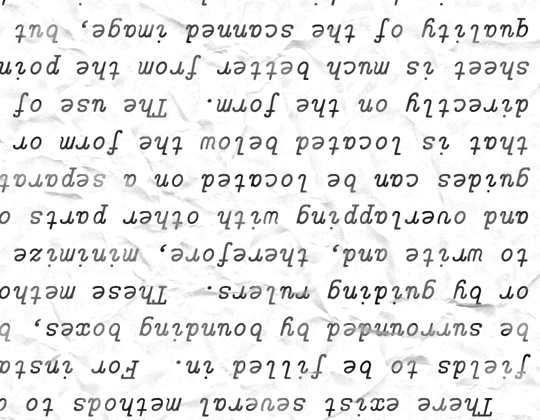 There exist several methods to o
fields to be filled in. For insta
be surrounded by bounding boxes, b
or by guiding rulers. These metho
to write and, therefore, minimize
and overlapping with other parts o
guides can be located on a separat
that is located below the form or
directly on the form. The use of
sheet is much better from the poin
quality of the scanned image, but